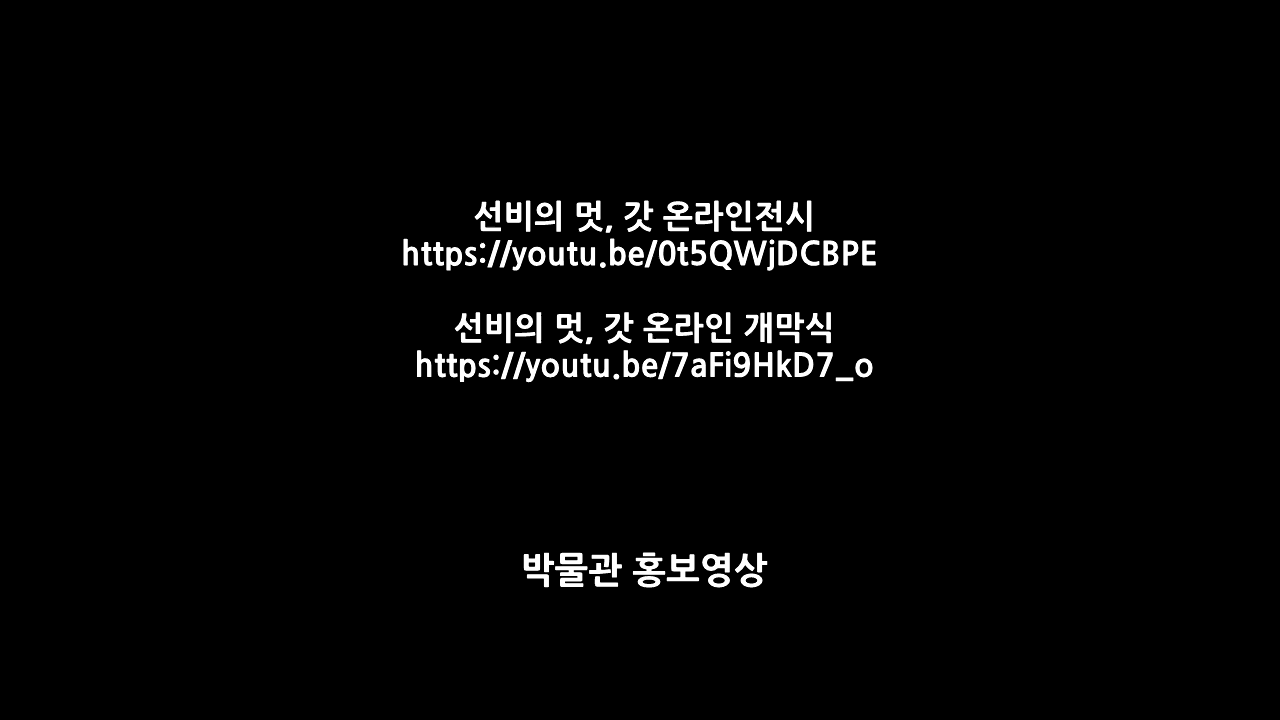 선비의 멋, 갓 온라인전시
https://youtu.be/0t5QWjDCBPE
선비의 멋, 갓 온라인 개막식
https://youtu.be/7aFi9HkD7_o
박물관 홍보영상